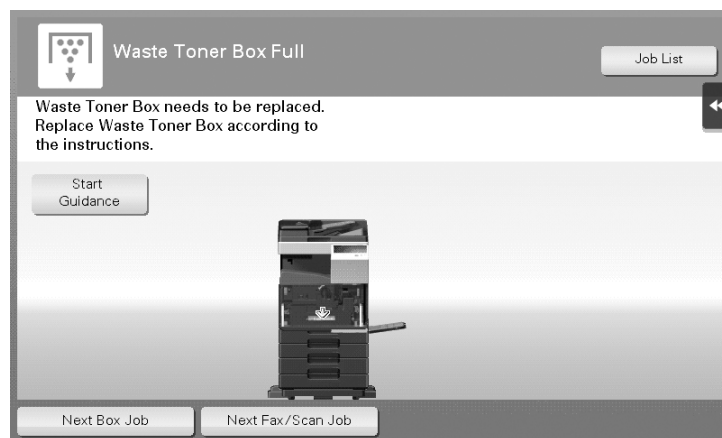 Waste Toner Box Full
Job List
Waste Toner Box needs to be replaced.
Replace Waste Toner Box according to
the instructions.
Start
Guidance
Next Box Job
Next Fax/Scan Job